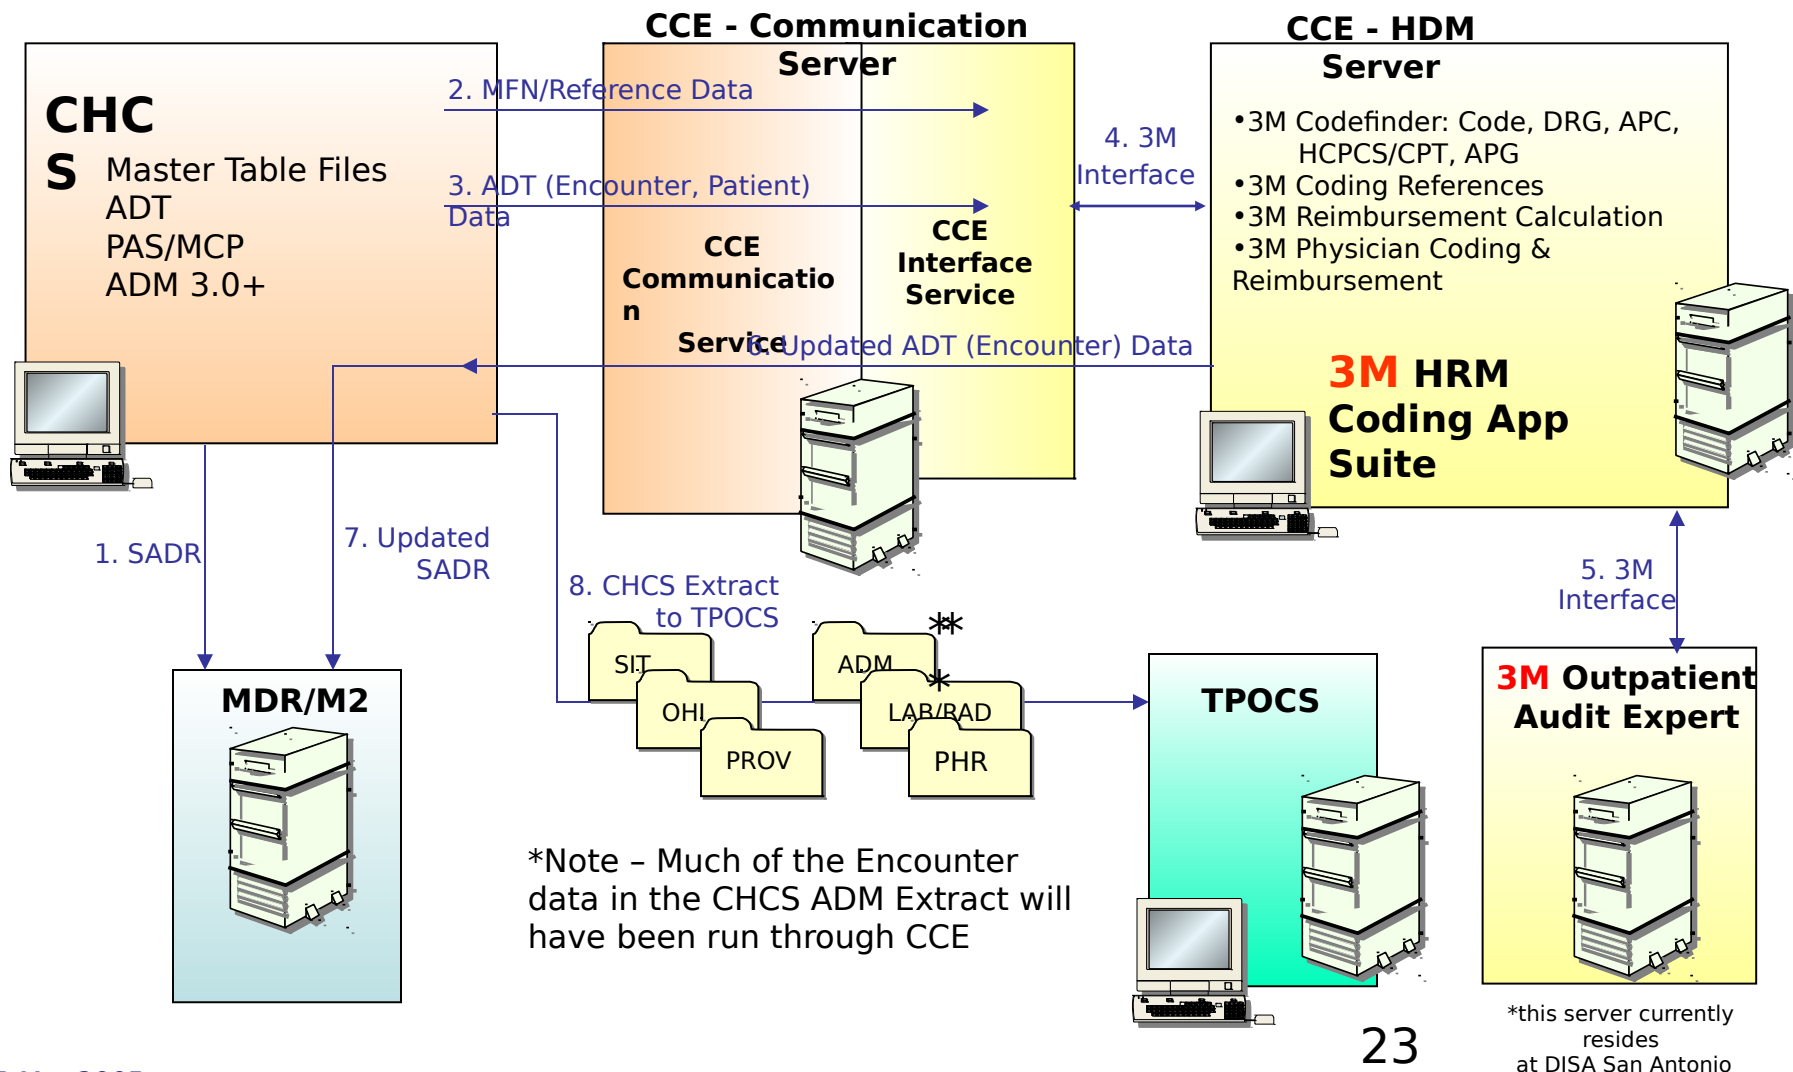 CCE - Communication
Server
CCE - HDM
Server
CHC
S
Master Table Files
ADT
PAS/MCP
ADM 3.0+
2. MFN/Reference Data
3. ADT (Encounter, Patient)
Data
CCE
Communicatio
n
Service
CCE
Interface
Service
4. 3M
Interface
•3M Codefinder: Code, DRG, APC,
HCPCS/CPT, APG
•3M Coding References
•3M Reimbursement Calculation
•3M Physician Coding &
Reimbursement
6. Updated ADT (Encounter) Data
3M HRM
Coding App
Suite
1. SADR
7. Updated
SADR
8. CHCS Extract
to TPOCS
5. 3M
Interface
SIT
OHI
PROV
ADM
**
LAB/RAD
*
PHR
MDR/M2
TPOCS
3M Outpatient
Audit Expert
*Note – Much of the Encounter
data in the CHCS ADM Extract will
have been run through CCE
*this server currently
resides
at DISA San Antonio
23